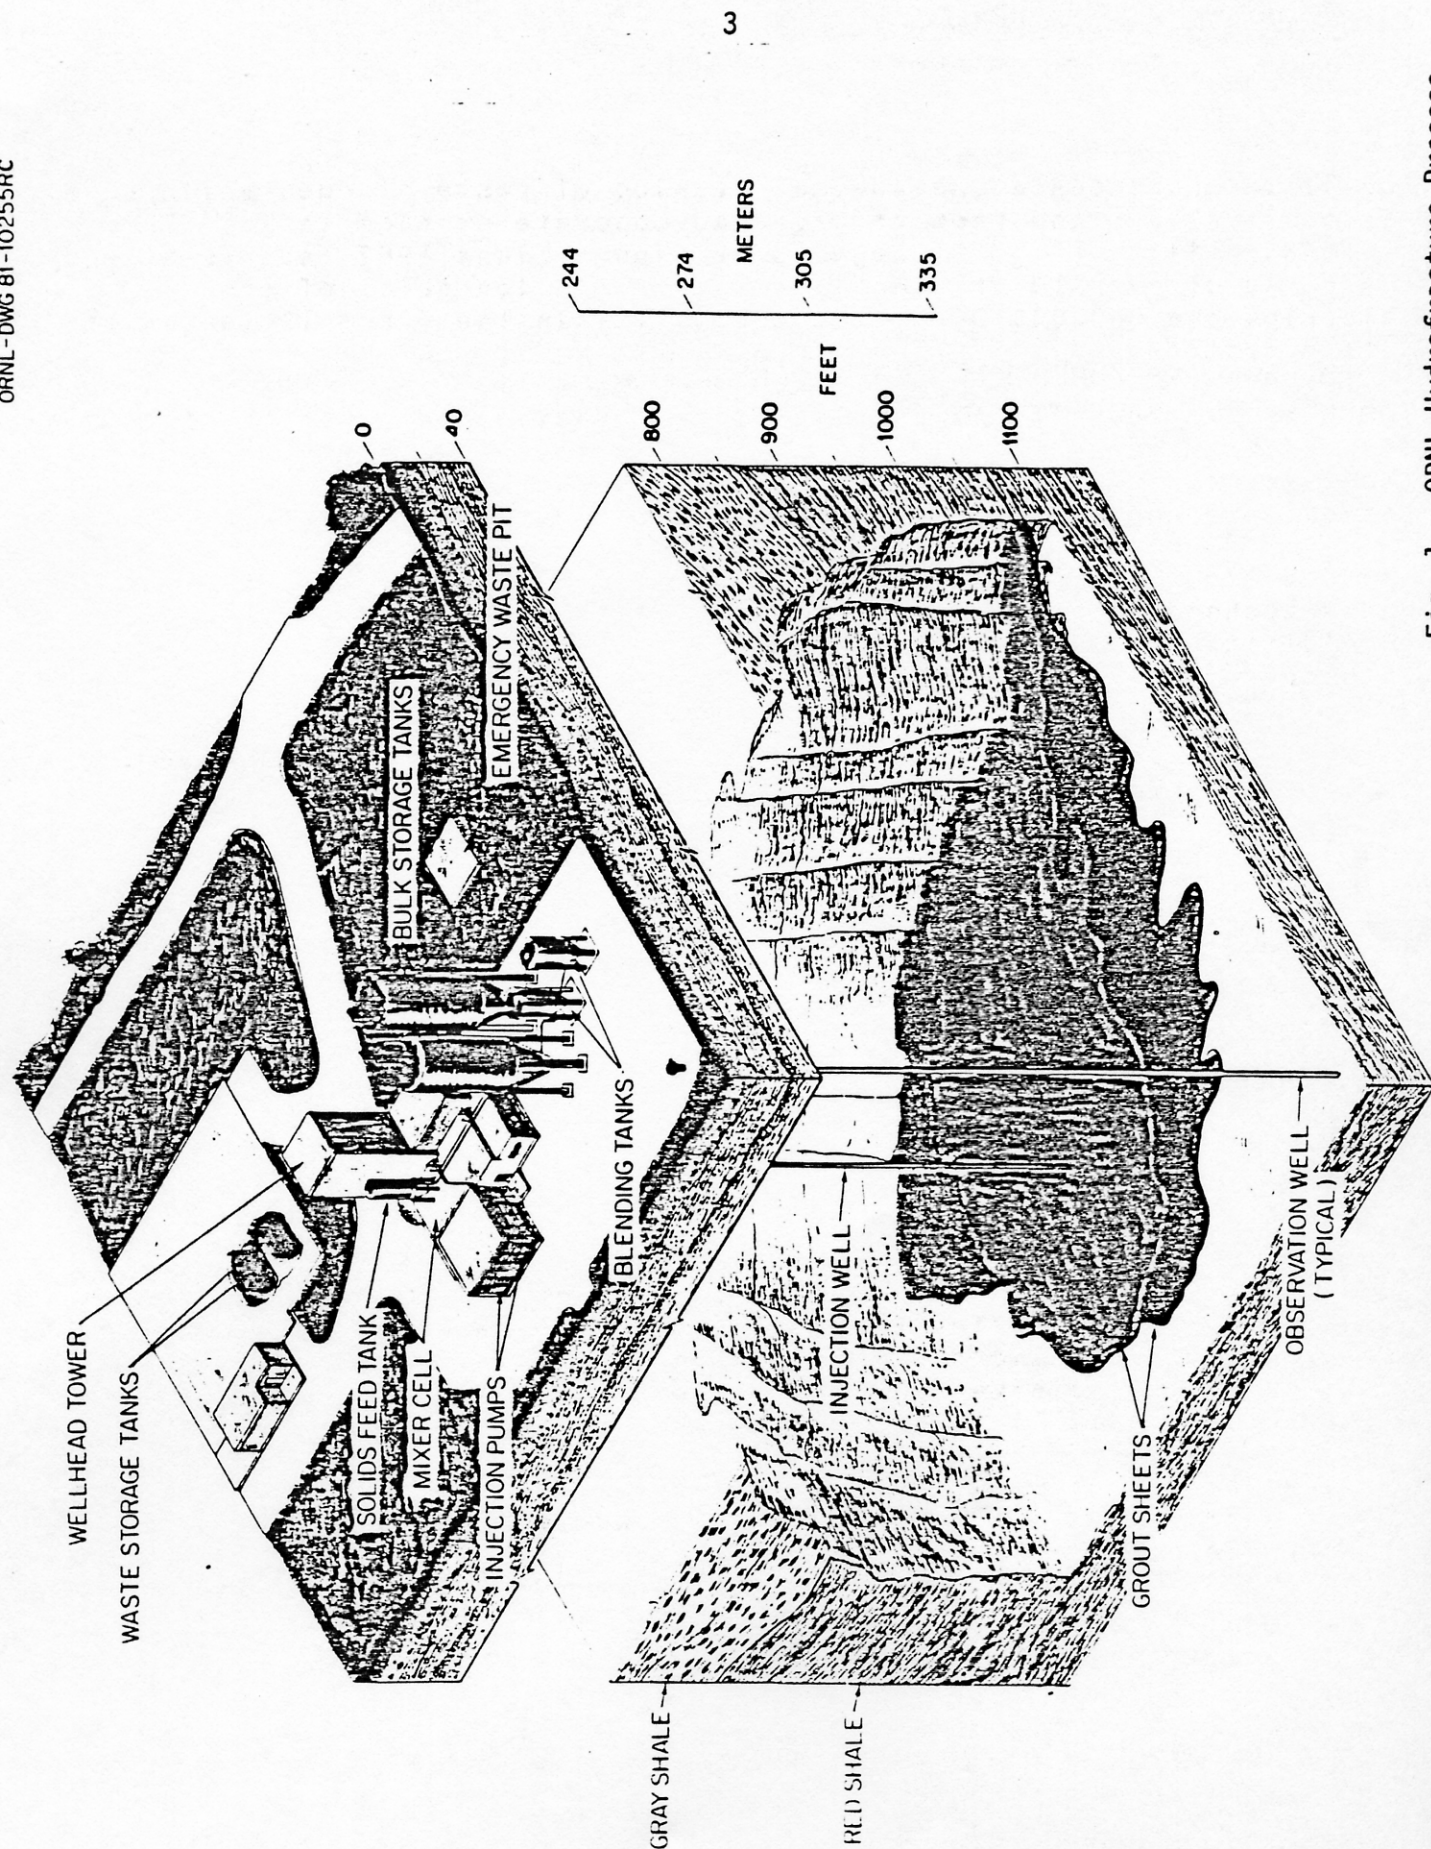 3
ORNL-DWG 81-10255RC
WELLHEAD TOWER
WASTE STORAGE TANKS
SOLIDS FEED TANK
MIXER CELL
INJECTION PUMPS
BULK STORAGE TANKS
EMERGENCY WASTE PIT
BLENDING TANKS
0
40
800
900
FEET
1000
1100
244
274
METERS
305
335
GRAY SHALE
RED SHALE
INJECTION WELL
GROUT SHEETS
OBSERVATION WELL
(TYPICAL)
Fig. 1. ORNL Hydrofracture Process